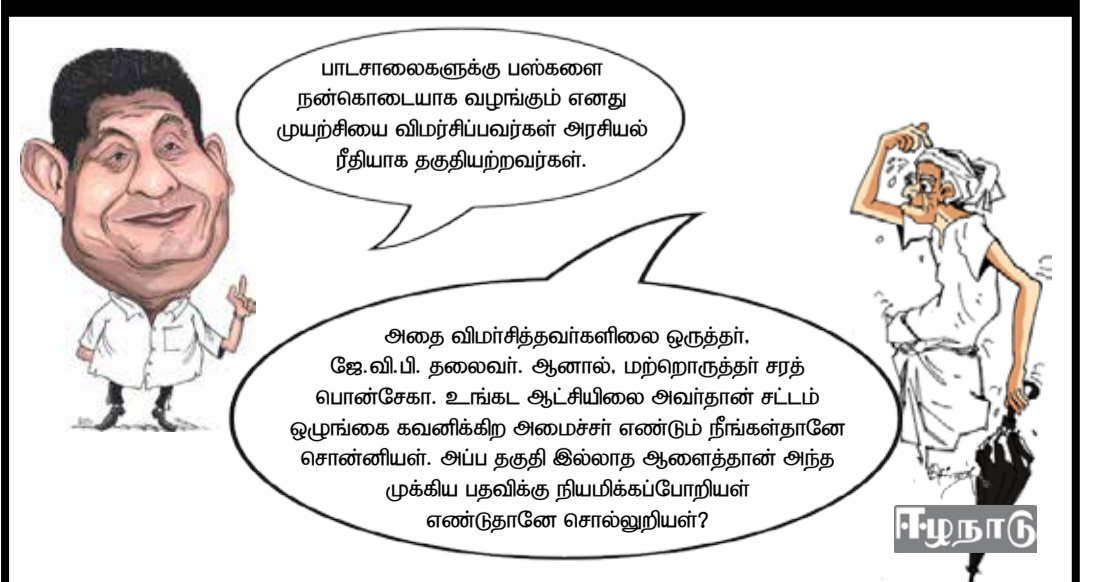 பாடசாலைகளுக்கு பஸ்களை
நன்கொடையாக வழங்கும் எனது
முயற்சியை விமர்சிப்பவர்கள் அரசியல்
ரீதியாக தகுதியற்றவர்கள்.
அதை விமர்சித்தவர்களிலை ஒருத்தர்,
ஜே.வி.பி. தலைவர். ஆனால், மற்றொருத்தர் சரத்
பொன்சேகா. உங்கட ஆட்சியிலை அவர்தான் சட்டம்
ஒழுங்கை கவனிக்கிற அமைச்சர் எண்டும் நீங்கள்தானே
சொன்னியள். அப்ப தகுதி இல்லாத ஆளைத்தான் அந்த
முக்கிய பதவிக்கு நியமிக்கப்போறியள்
எண்டுதானே சொல்லுறியள்?
ஈழநாடு